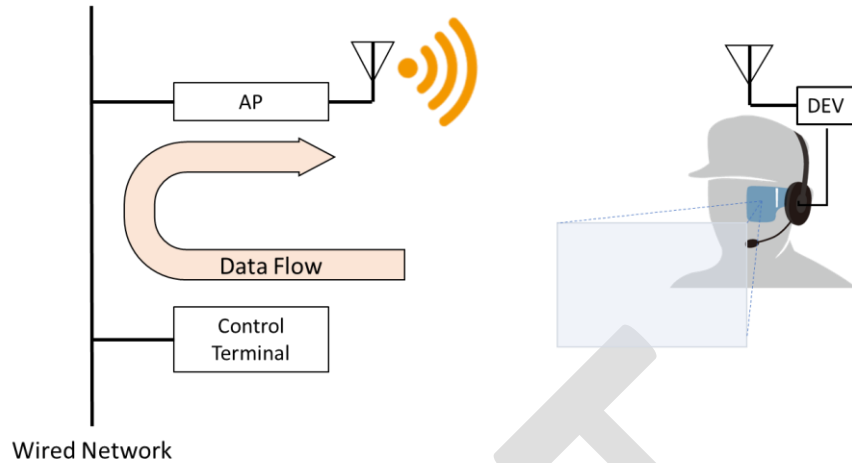 AP
DEV
Data Flow
Control
Terminal
Wired Network